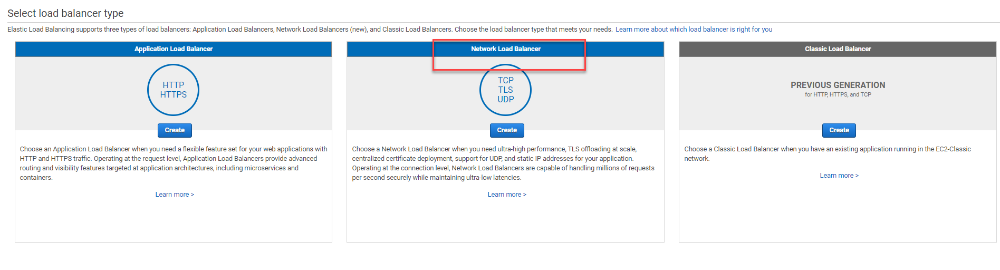 Select load balancer type
Elastic Load Balancing supports three types of load balancers: Application Load Balancers, Network Load Balancers (new), and Classic Load Balancers. Choose the load balancer type that meets your needs. Learn more about which load balancer is right for you
Application Load Balancer
HTTP
HTTPS
Create
Choose an Application Load Balancer when you need a flexible feature set for your web applications with
HTTP and HTTPS traffic. Operating at the request level, Application Load Balancers provide advanced
routing and visibility features targeted at application architectures, including microservices and
containers.
Learn more >
Network Load Balancer
TCP
TLS
UDP
Create
Choose a Network Load Balancer when you need ultra-high performance, TLS offloading at scale,
centralized certificate deployment, support for UDP, and static IP addresses for your application.
Operating at the connection level, Network Load Balancers are capable of handling millions of requests
per second securely while maintaining ultra-low latencies.
Learn more >
Classic Load Balancer
PREVIOUS GENERATION
for HTTP, HTTPS, and TCP
Create
Choose a Classic Load Balancer when you have an existing application running in the EC2-Classic
network.
Learn more >